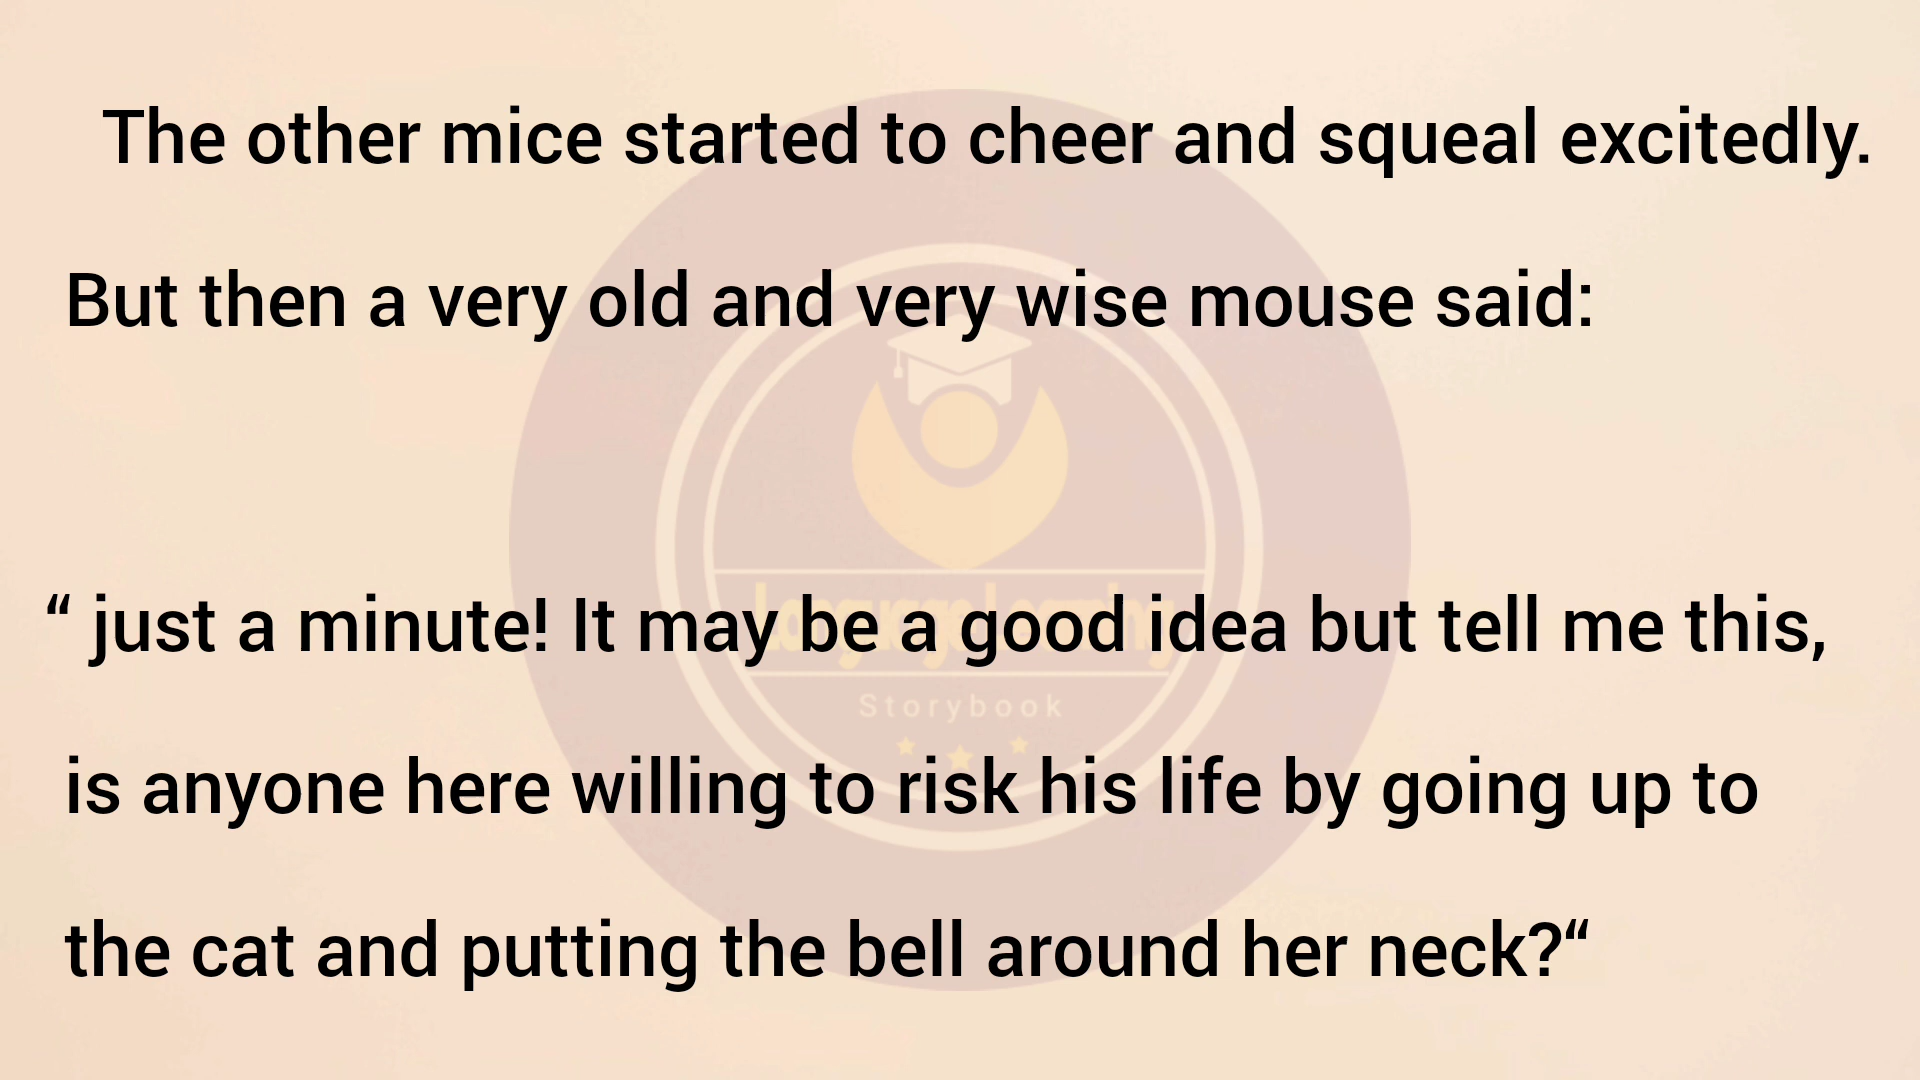 The other mice started to cheer and squeal excitedly.
But then a very old and very wise mouse said:
“ just a minute! It may be a good idea but tell me this,
Language Learning
Storybook
is anyone here willing to risk his life by going up to
the cat and putting the bell around her neck?“